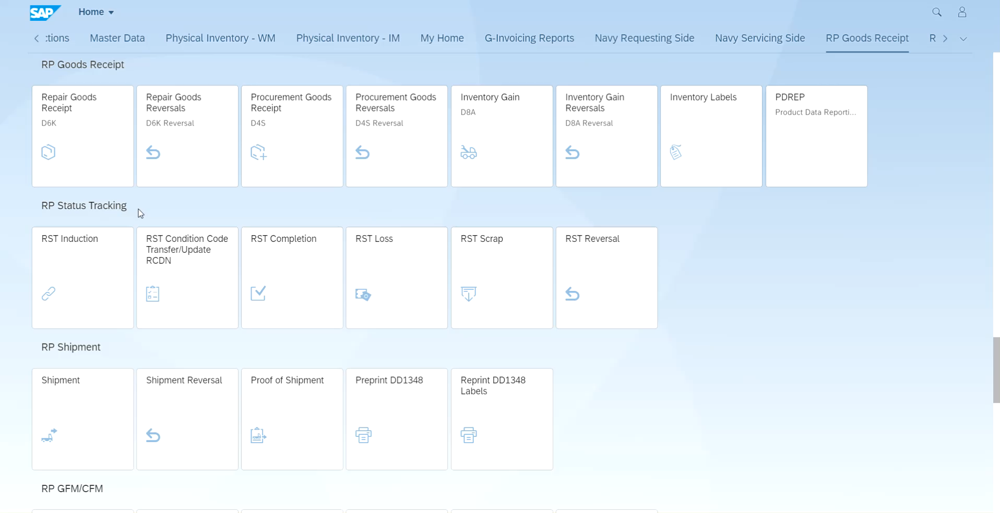 SAP
Home
ctions Master Data Physical Inventory - WM Physical Inventory - IM My Home G-Invoicing Reports Navy Requesting Side Navy Servicing Side RP Goods Receipt R
RP Goods Receipt
Repair Goods
Receipt
D6K
Repair Goods
Reversals
D6K Reversal
Procurement Goods
Receipt
D4S
Procurement Goods
Reversals
D4S Reversal
Inventory Gain
D8A
Inventory Gain
Reversals
D8A Reversal
Inventory Labels
PDREP
Product Data Reporti...
RP Status Tracking
RST Induction
RST Condition Code
Transfer/Update
RCDN
RST Completion
RST Loss
RST Scrap
RST Reversal
RP Shipment
Shipment
Shipment Reversal
Proof of Shipment
Preprint DD1348
Reprint DD1348
Labels
RP GFM/CFM